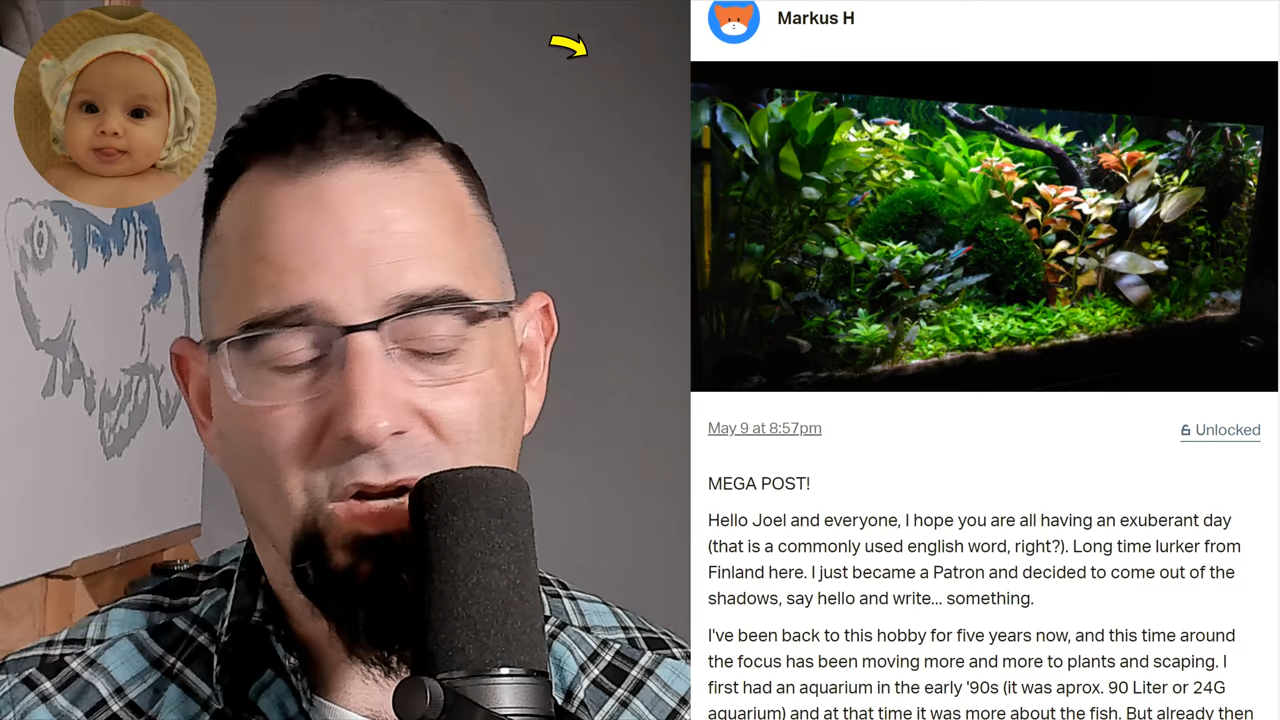 Markus H
May 9 at 8:57pm
Unlocked
MEGA POST!
Hello Joel and everyone, I hope you are all having an exuberant day
(that is a commonly used english word, right?). Long time lurker from
Finland here. I just became a Patron and decided to come out of the
shadows, say hello and write... something.
I've been back to this hobby for five years now, and this time around
the focus has been moving more and more to plants and scaping. I
first had an aquarium in the early '90s (it was aprox. 90 Liter or 24G
aquarium) and at that time it was more about the fish. But already then